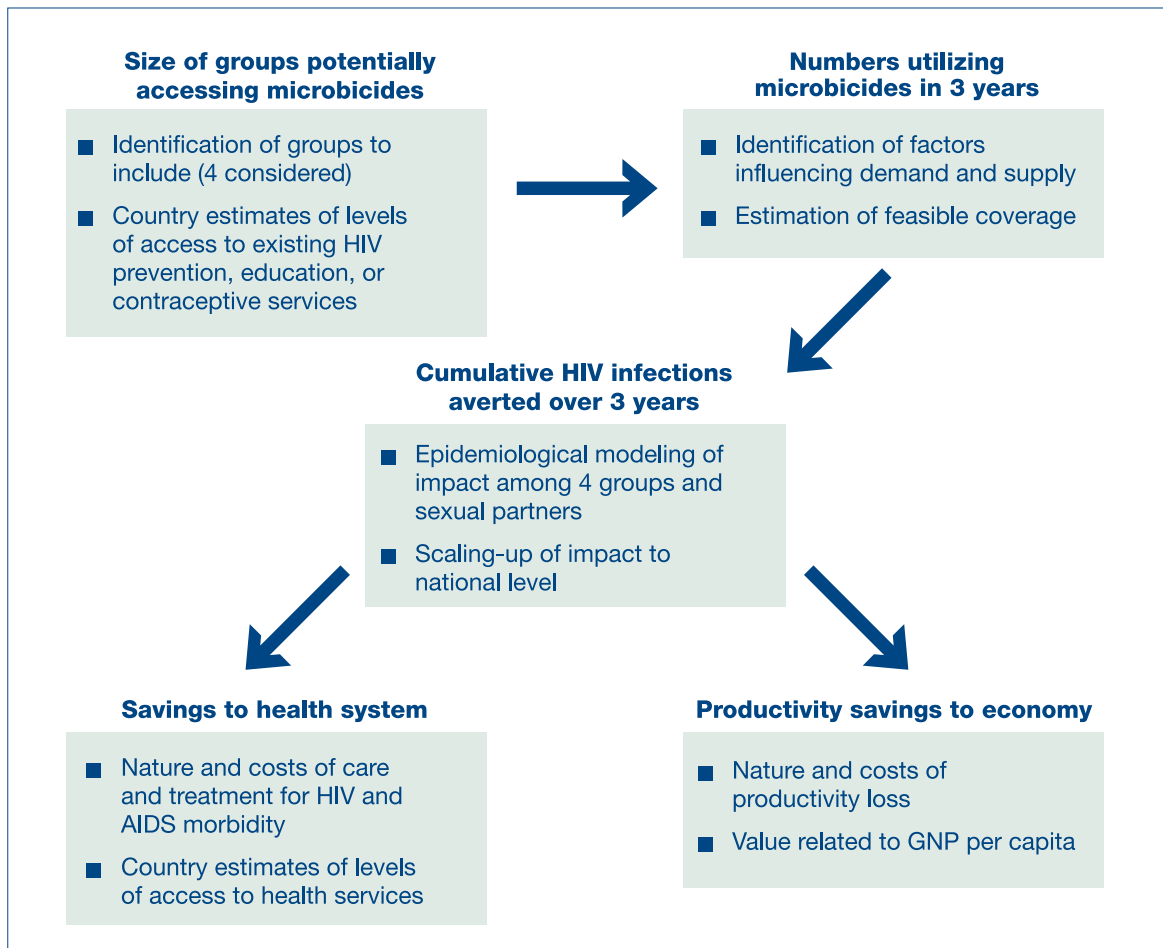 Size of groups potentially
accessing microbicides
■ Identification of groups to
include (4 considered)
■ Country estimates of levels
of access to existing HIV
prevention, education, or
contraceptive services
Numbers utilizing
microbicides in 3 years
■ Identification of factors
influencing demand and supply
■ Estimation of feasible coverage
Cumulative HIV infections
averted over 3 years
■ Epidemiological modeling of
impact among 4 groups and
sexual partners
■ Scaling-up of impact to
national level
Savings to health system
■ Nature and costs of care
and treatment for HIV and
AIDS morbidity
■ Country estimates of levels
of access to health services
Productivity savings to economy
■ Nature and costs of
productivity loss
■ Value related to GNP per capita